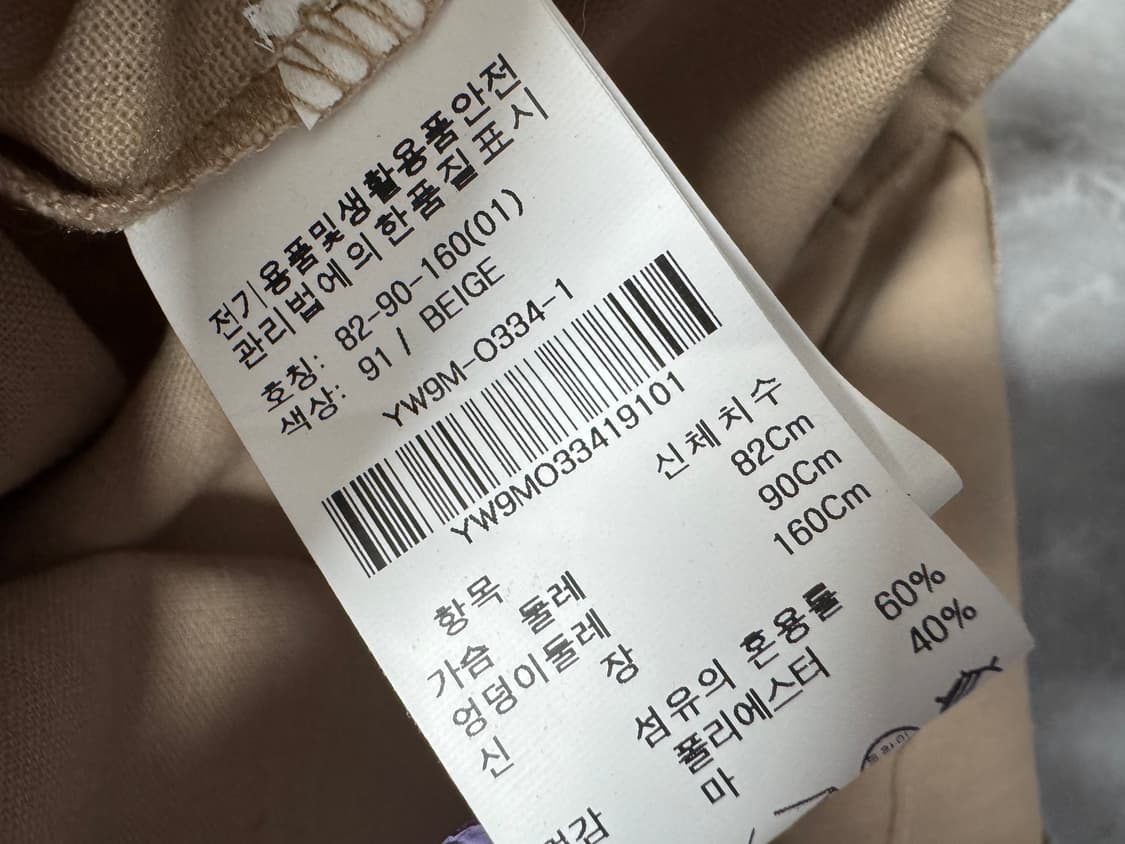 전기용품및생활용품안전
관리법에의한품질표시
호칭: 82-90-160(01)
색상: 91 / BEIGE
YW9M-O334-1
YW9MO33419101
항목 신체치수
가슴 둘레 82Cm
엉덩이둘레 90Cm
신 장 160Cm
섬유의 혼용률
폴리에스터 60%
마 40%